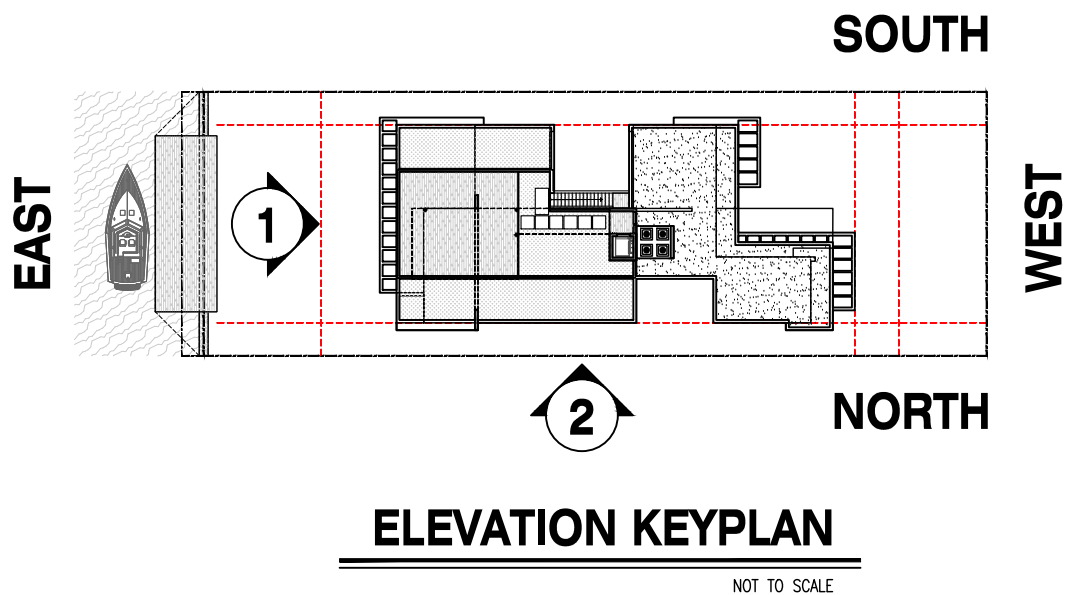 SOUTH
EAST
1
WEST
2
NORTH
ELEVATION KEYPLAN
NOT TO SCALE